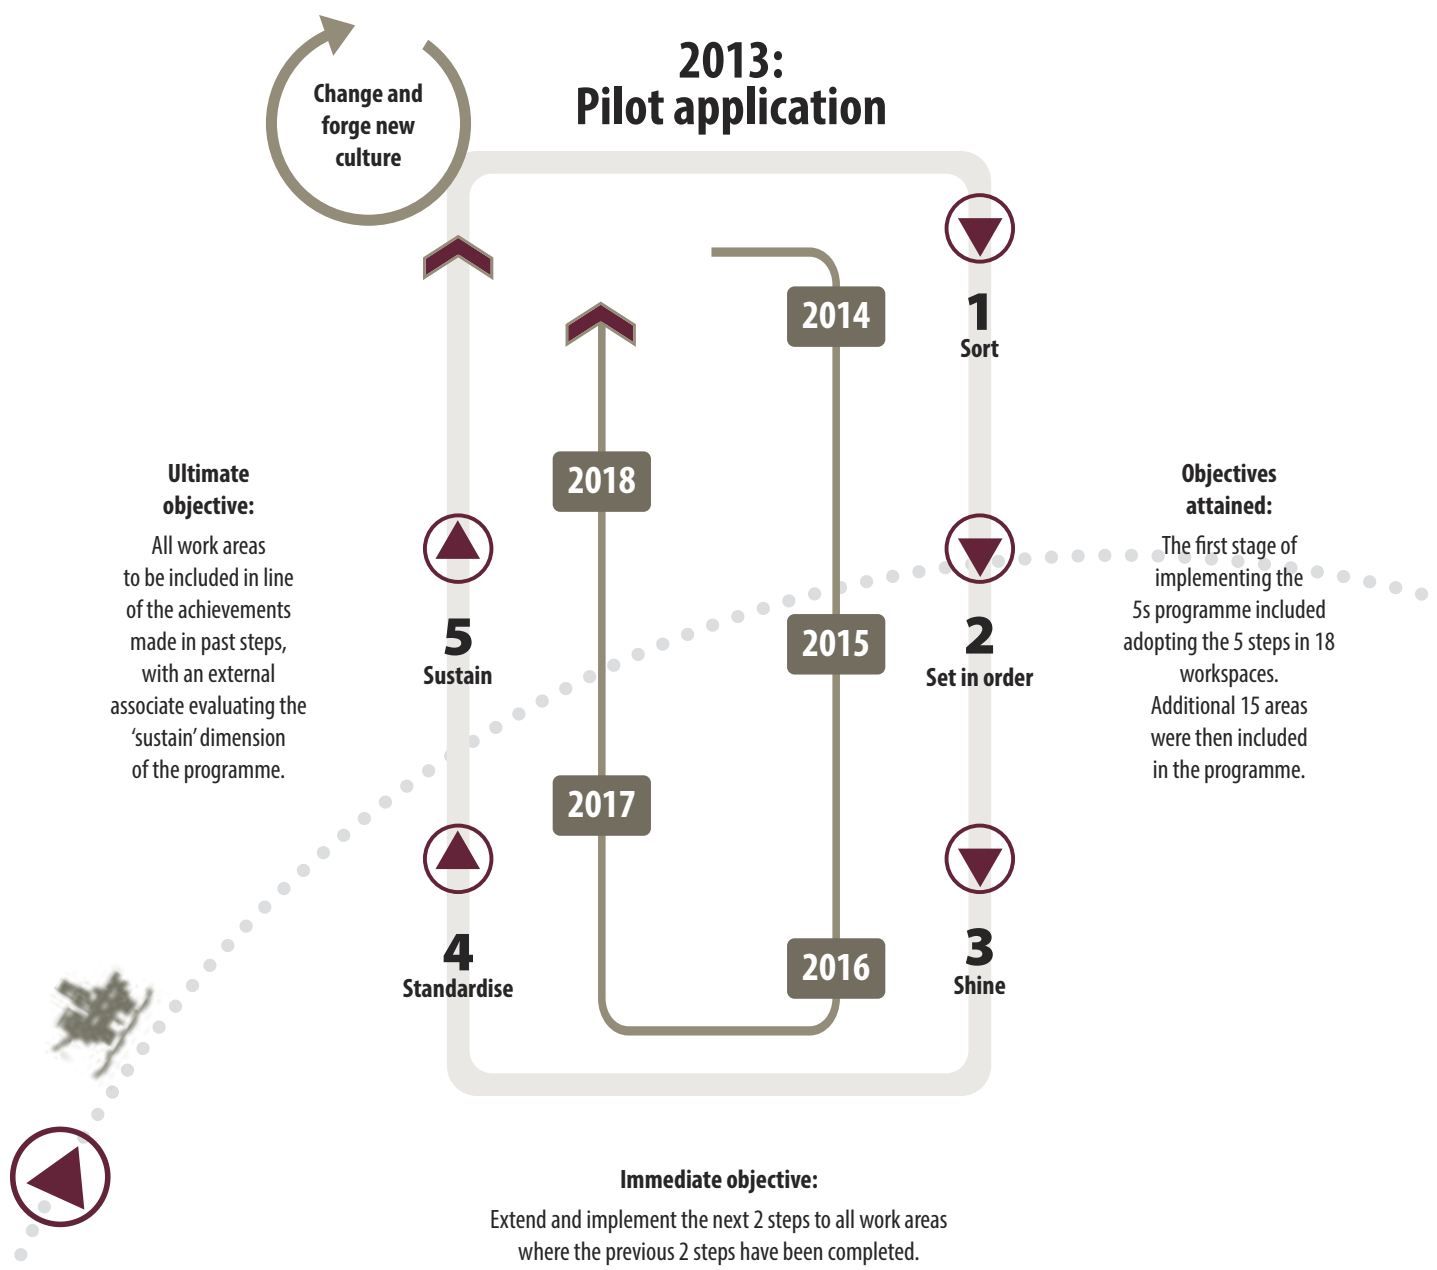 Change and
forge new
culture
2013:
Pilot application
2014
1
Sort
2018
2015
2017
2016
Ultimate
objective:
All work areas
to be included in line
of the achievements
made in past steps,
with an external
associate evaluating the
‘sustain’ dimension
of the programme.
5
Sustain
4
Standardise
2
Set in order
3
Shine
Objectives
attained:
The first stage of
implementing the
5s programme included
adopting the 5 steps in 18
workspaces.
Additional 15 areas
were then included
in the programme.
Immediate objective:
Extend and implement the next 2 steps to all work areas
where the previous 2 steps have been completed.